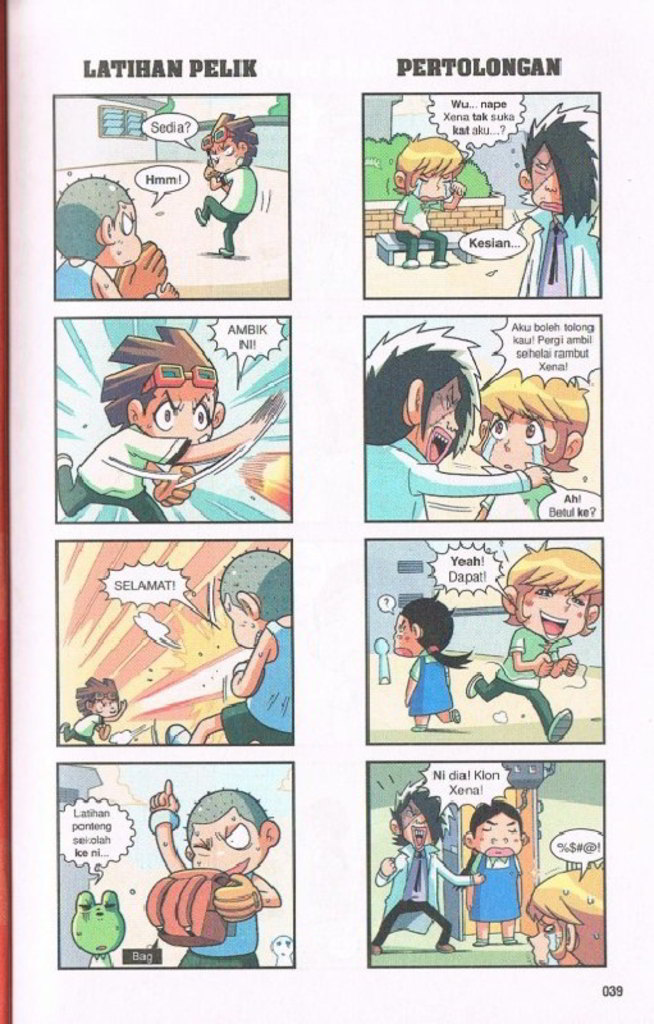 LATIHAN PELIK
Sedia?
Hmm!
AMBIK
INI!
SELAMAT!
Latihan
ponteng
sekolah
ke ni...
Bag
PERTOLONGAN
Wu... nape
Xena tak suka
kat aku...?
Kesian...
Aku boleh tolong
kau! Pergi ambil
seihelai rambut
Xena!
Ah!
Betul ke?
Yeah!
Dapat!
Ni dia! Klon
Xena!
%$#@!
039